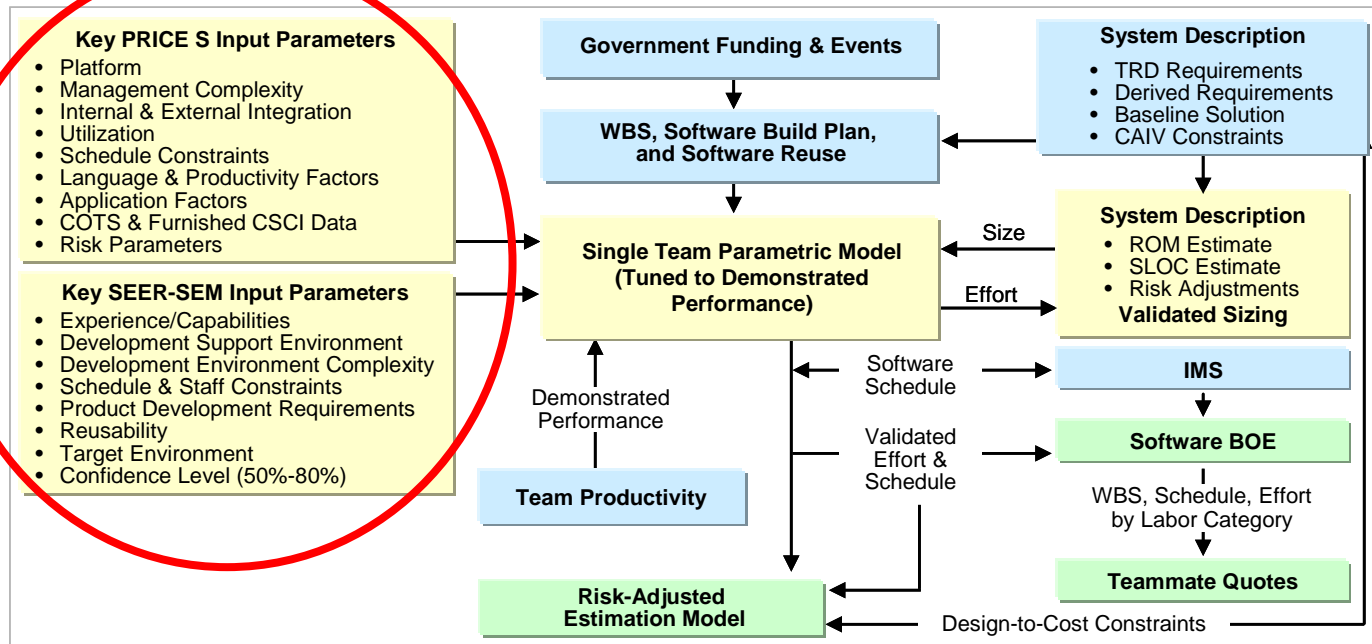 Key PRICE S Input Parameters
• Platform
• Management Complexity
• Internal & External Integration
• Utilization
• Schedule Constraints
• Language & Productivity Factors
• Application Factors
• COTS & Furnished CSCI Data
• Risk Parameters
Key SEER-SEM Input Parameters
• Experience/Capabilities
• Development Support Environment
• Development Environment Complexity
• Schedule & Staff Constraints
• Product Development Requirements
• Reusability
• Target Environment
• Confidence Level (50%-80%)
Government Funding & Events
WBS, Software Build Plan,
and Software Reuse
Single Team Parametric Model
(Tuned to Demonstrated
Performance)
Demonstrated
Performance
Team Productivity
Risk-Adjusted
Estimation Model
System Description
• TRD Requirements
• Derived Requirements
• Baseline Solution
• CAIV Constraints
Size
Effort
System Description
• ROM Estimate
• SLOC Estimate
• Risk Adjustments
Validated Sizing
Software
Schedule
IMS
Validated
Effort &
Schedule
Software BOE
WBS, Schedule, Effort
by Labor Category
Teammate Quotes
Design-to-Cost Constraints